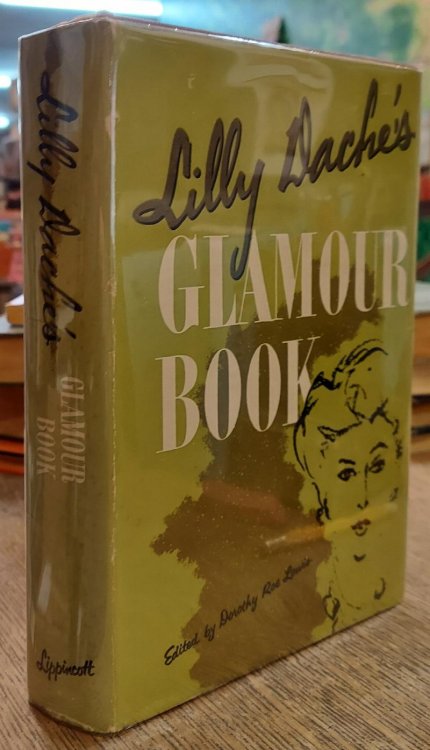 Lilly Daché's
GLAMOUR
BOOK
Edited by Dorothy Roe Lewis
Lilly Daché's
GLAMOUR
BOOK
Lippincott